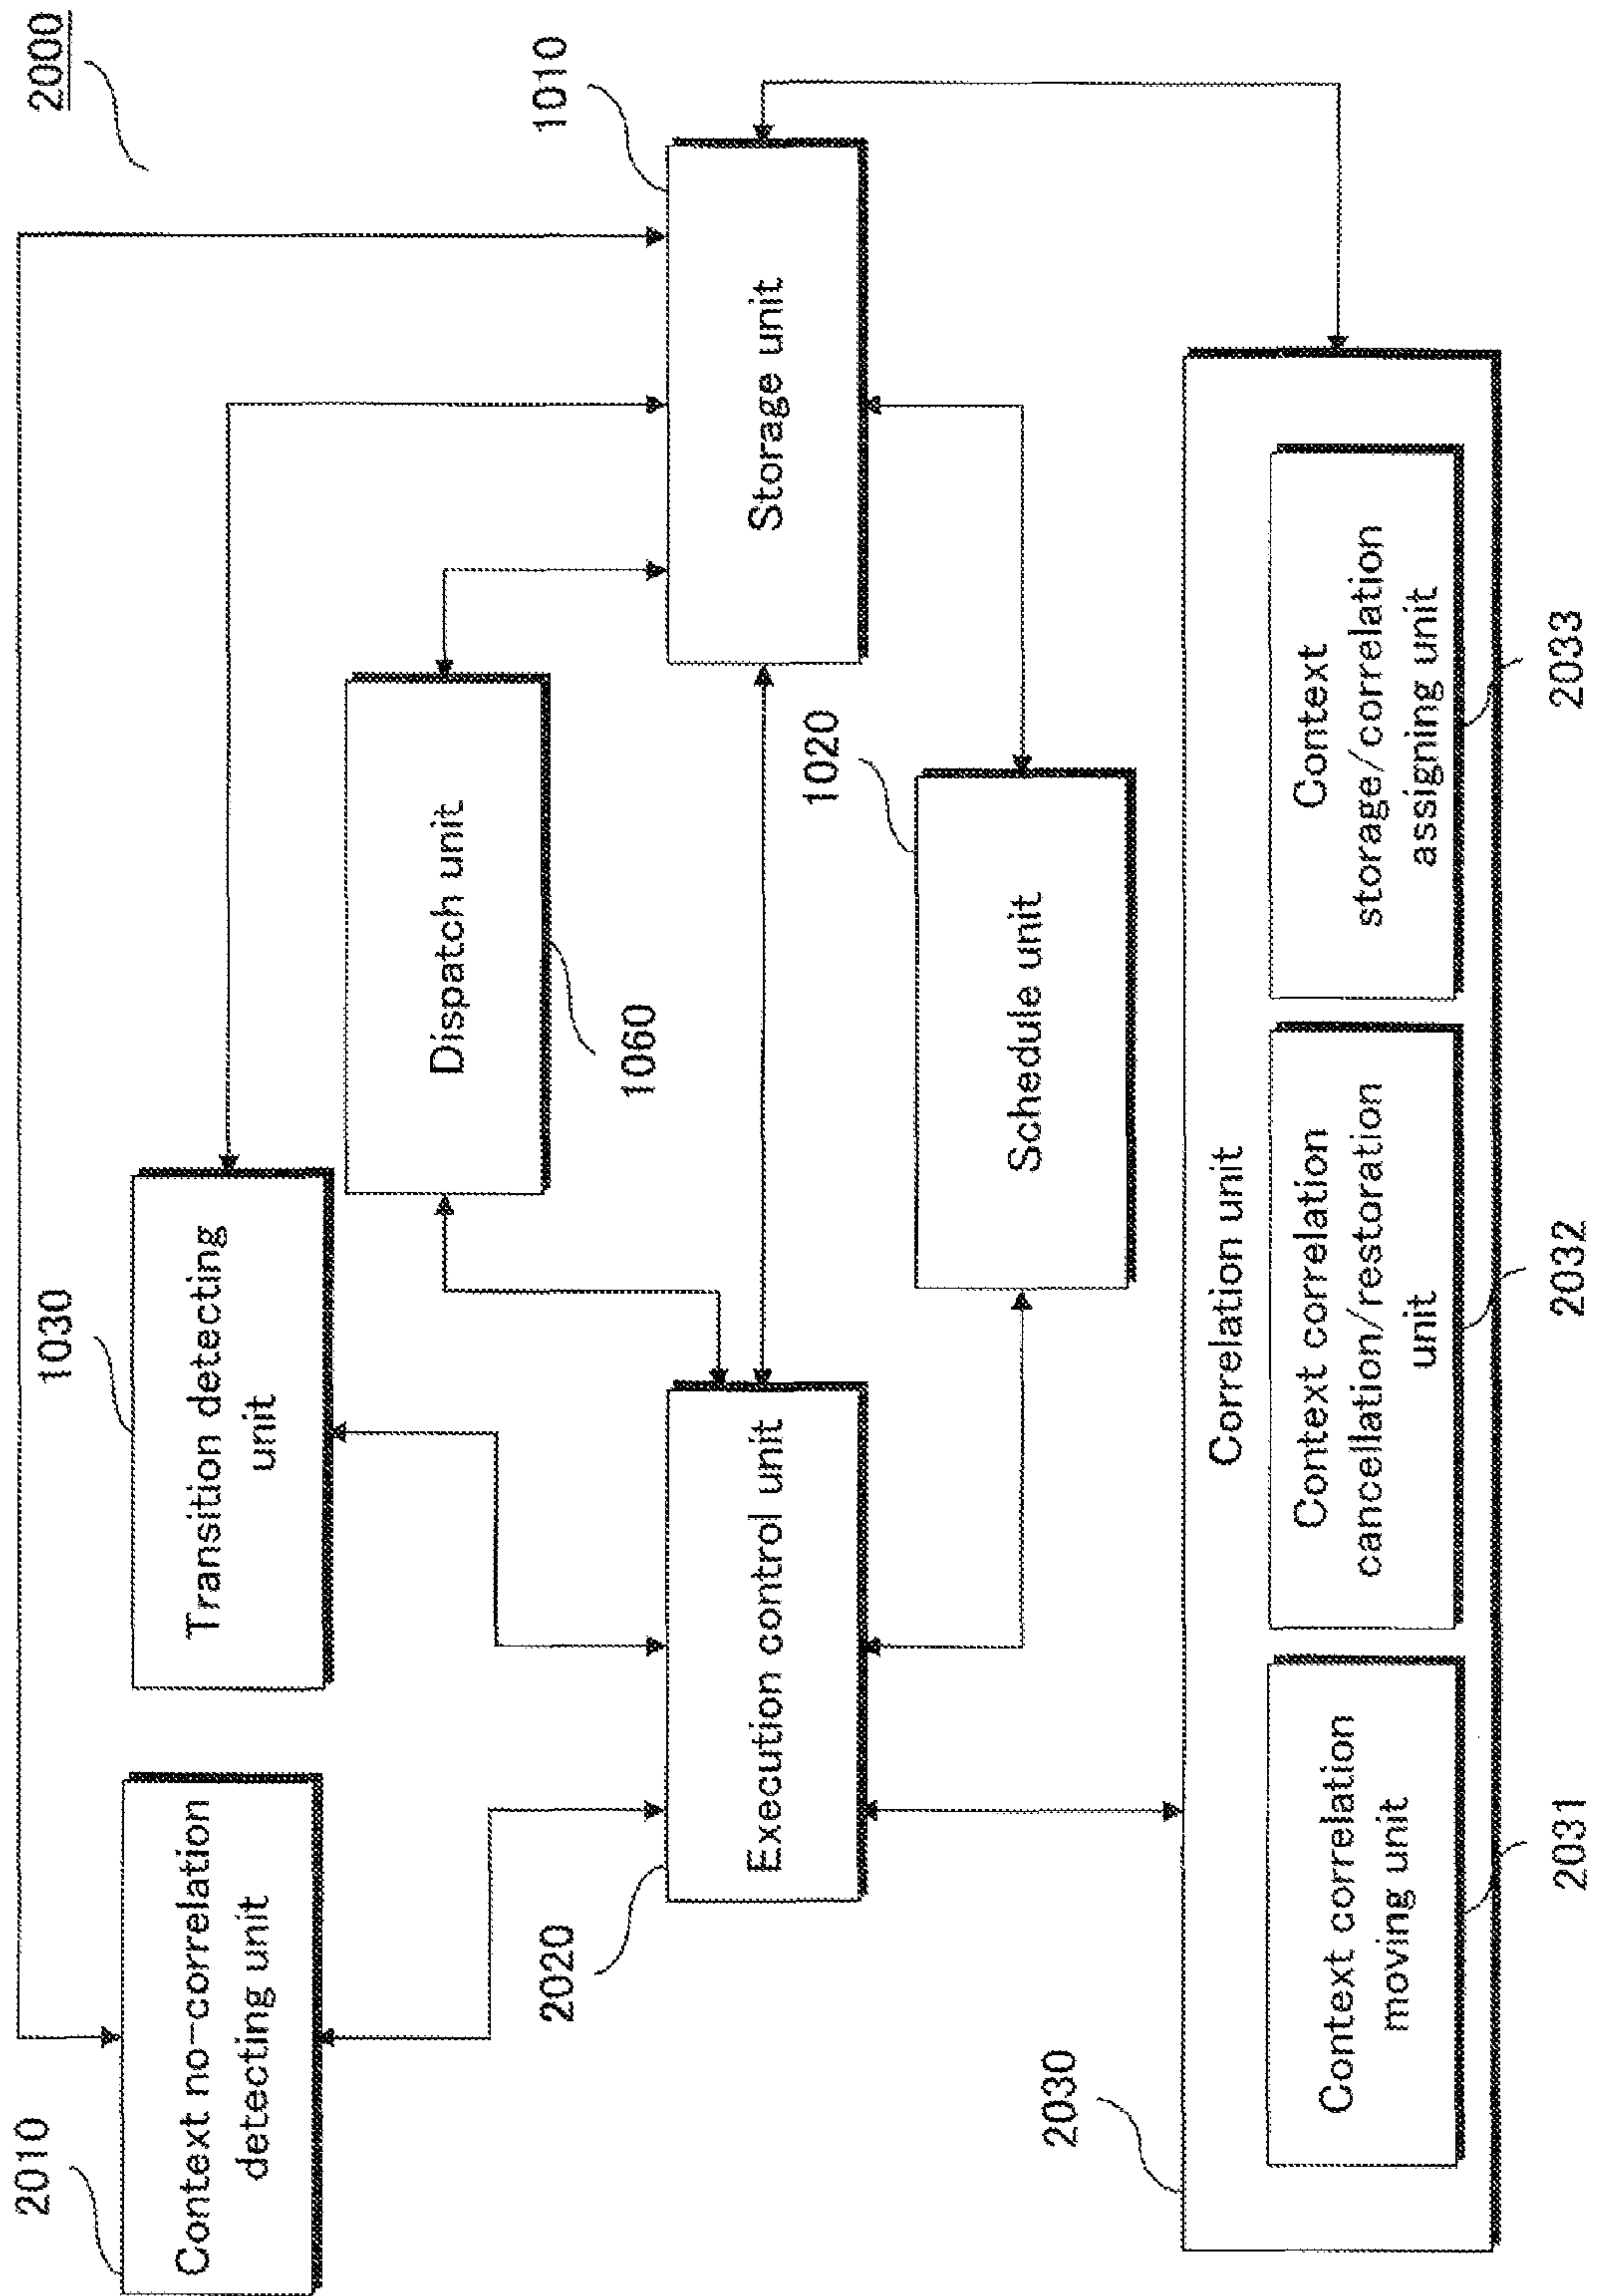 2000
2010
Context no-correlation
detecting unit
1030
Transition detecting
unit
Dispatch unit
1060
1010
Storage unit
2020
Execution control unit
1020
Schedule unit
2030
Correlation unit
Context correlation
moving unit
2031
Context correlation
cancellation/restoration
unit
2032
Context
storage/correlation
assigning unit
2033